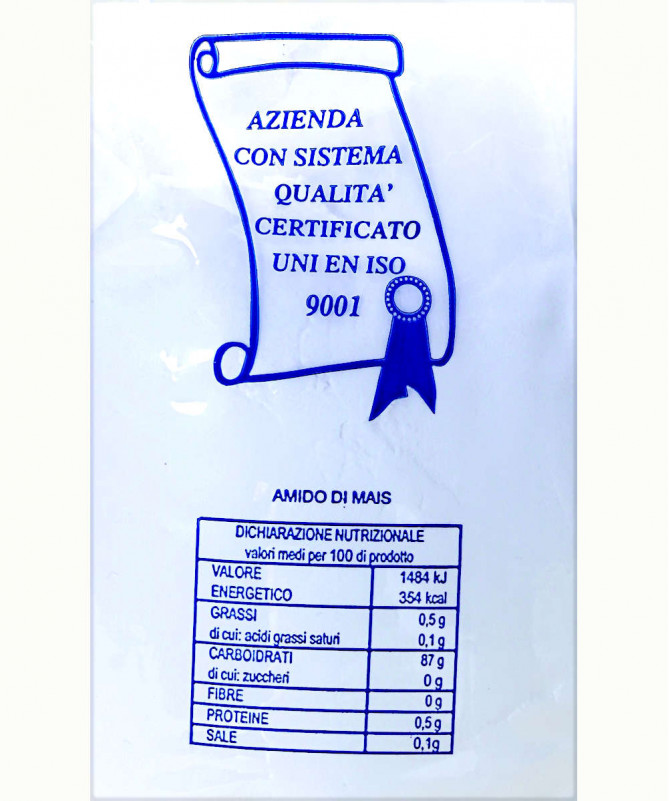 AZIENDA
CON SISTEMA
QUALITA'
CERTIFICATO
UNI EN ISO
9001
AMIDO DI MAIS
DICHIARAZIONE NUTRIZIONALE
valori medi per 100 di prodotto
VALORE 1484 kJ
ENERGETICO 354 kcal
GRASSI 0,5 g
di cui: acidi grassi saturi 0,1 g
CARBOIDRATI 87 g
di cui: zuccheri 0 g
FIBRE 0 g
PROTEINE 0,5 g
SALE 0,1g